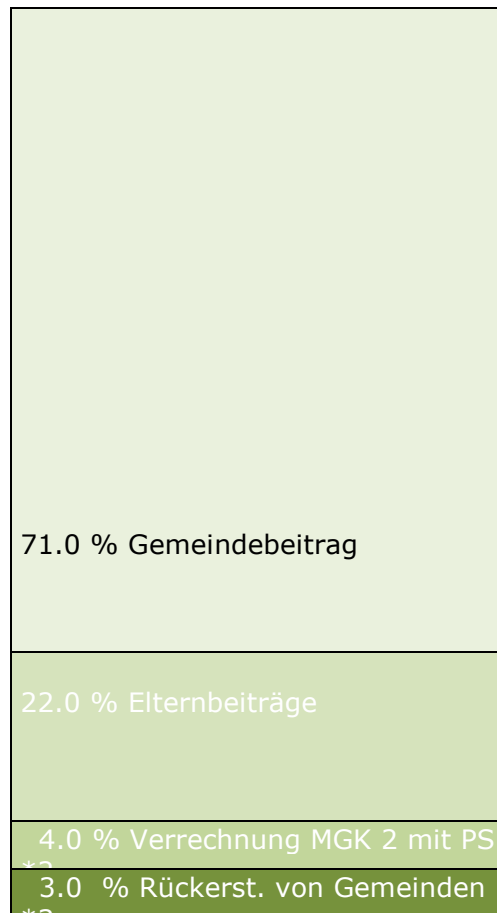 71.0 % Gemeindebeitrag
22.0 % Elternbeiträge
4.0 % Verrechnung MGK 2 mit PS
3.0 % Rückerst. von Gemeinden